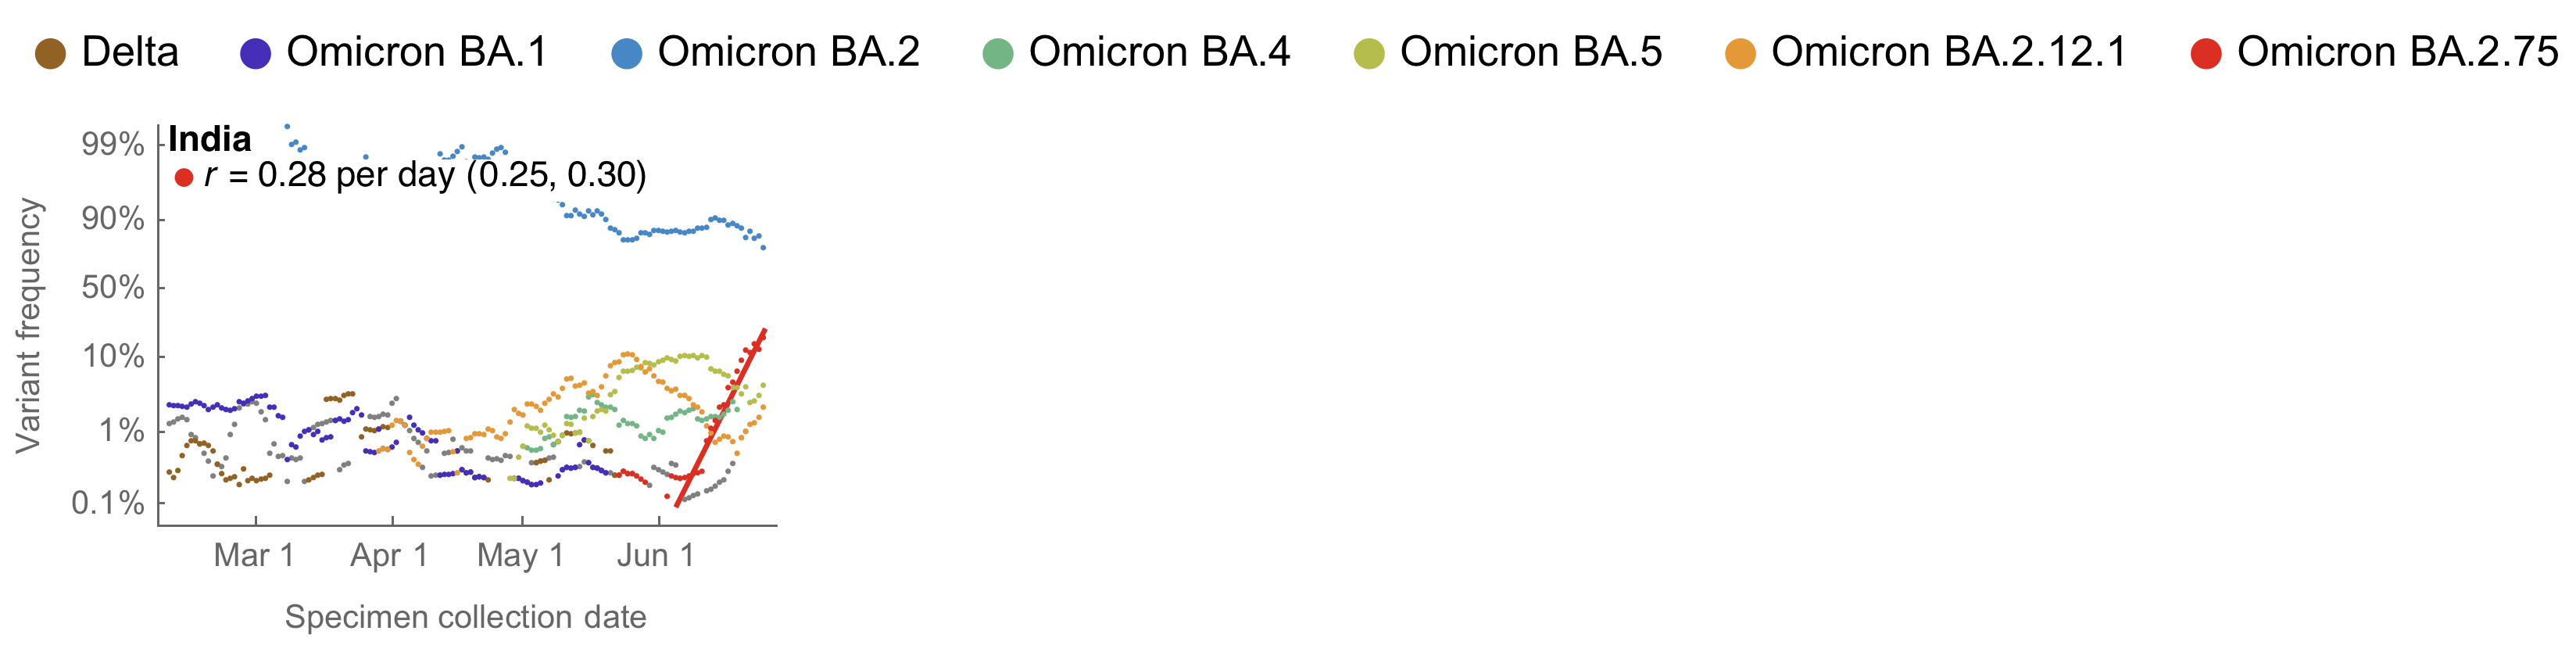 Delta Omicron BA.1 Omicron BA.2 Omicron BA.4 Omicron BA.5 Omicron BA.2.12.1 Omicron BA.2.75
India
r = 0.28 per day (0.25, 0.30)
99%
90%
50%
10%
1%
0.1%
Variant frequency
Mar 1 Apr 1 May 1 Jun 1
Specimen collection date